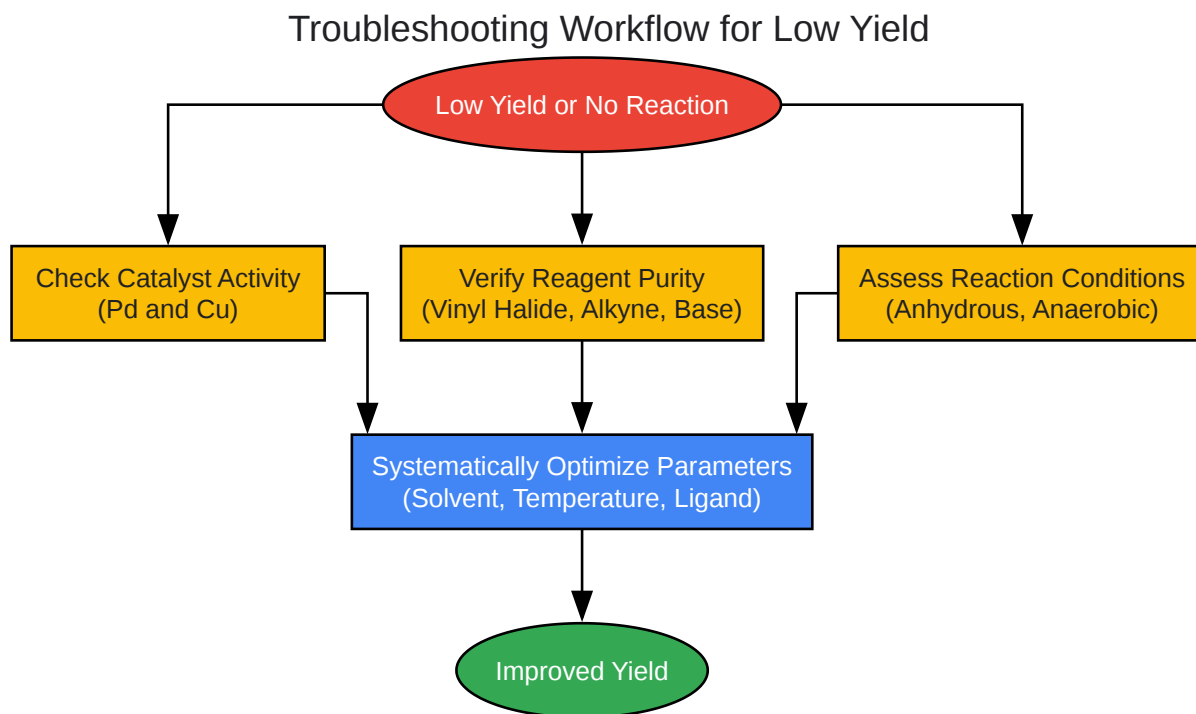 Troubleshooting Workflow for Low Yield
Low Yield or No Reaction
Check Catalyst Activity
(Pd and Cu)
Verify Reagent Purity
(Vinyl Halide, Alkyne, Base)
Assess Reaction Conditions
(Anhydrous, Anaerobic)
Systematically Optimize Parameters
(Solvent, Temperature, Ligand)
Improved Yield